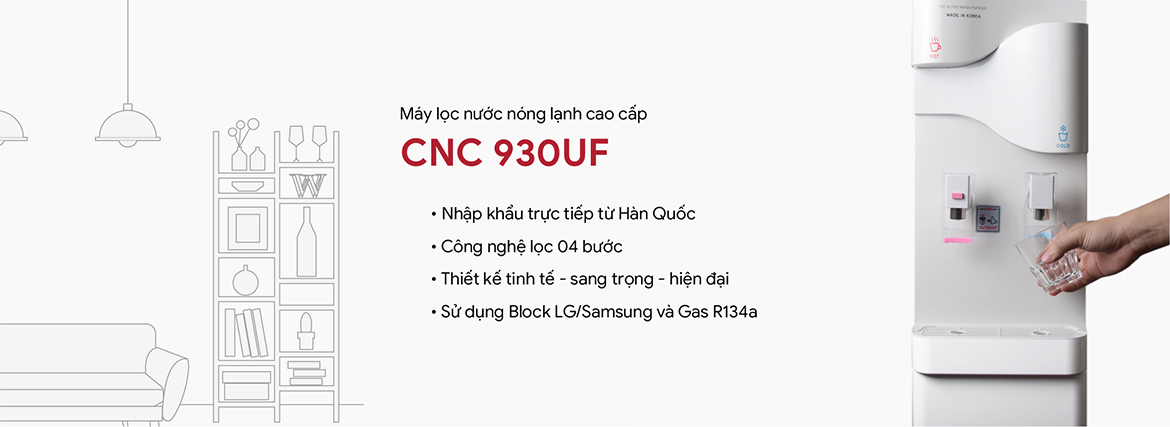 HOT & COLD WATER PURIFIER
MADE IN KOREA
HOT
Máy lọc nước nóng lạnh cao cấp
CNC 930UF
COLD
• Nhập khẩu trực tiếp từ Hàn Quốc
• Công nghệ lọc 04 bước
• Thiết kế tinh tế - sang trọng - hiện đại
• Sử dụng Block LG/Samsung và Gas R134a